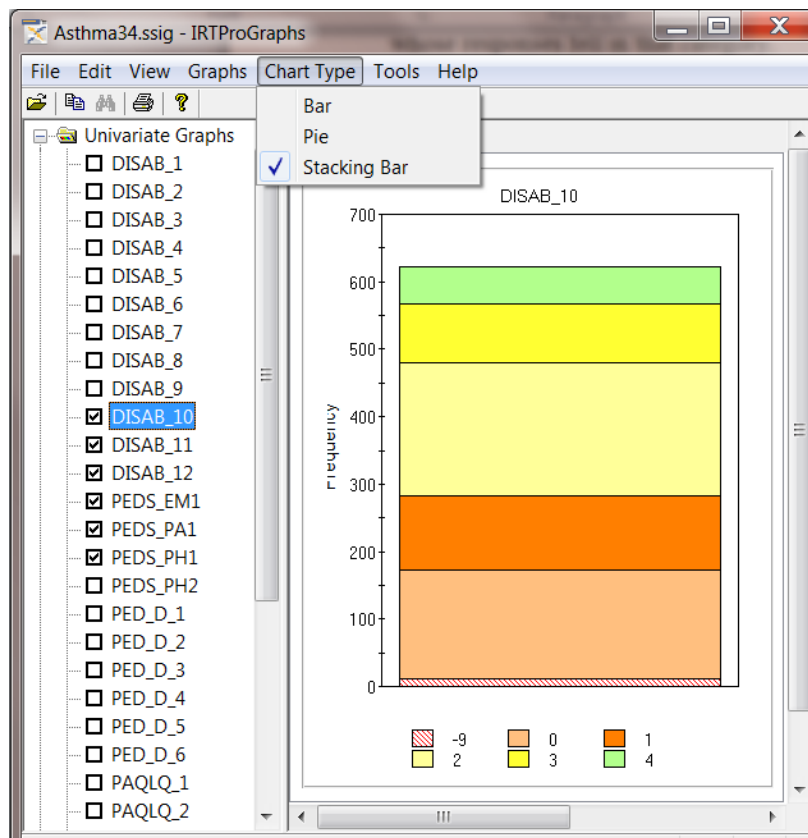 Asthma34.ssig - IRTProGraphs
File Edit View Graphs Chart Type Tools Help
Bar
Pie
Stacking Bar
Univariate Graphs
DISAB_1
DISAB_2
DISAB_3
DISAB_4
DISAB_5
DISAB_6
DISAB_7
DISAB_8
DISAB_9
DISAB_10
DISAB_11
DISAB_12
PEDS_EM1
PEDS_PA1
PEDS_PH1
PEDS_PH2
PED_D_1
PED_D_2
PED_D_3
PED_D_4
PED_D_5
PED_D_6
PAQLQ_1
PAQLQ_2
DISAB_10
700
600
500
400
300
200
100
0
Frequency
-9 0 1
2 3 4